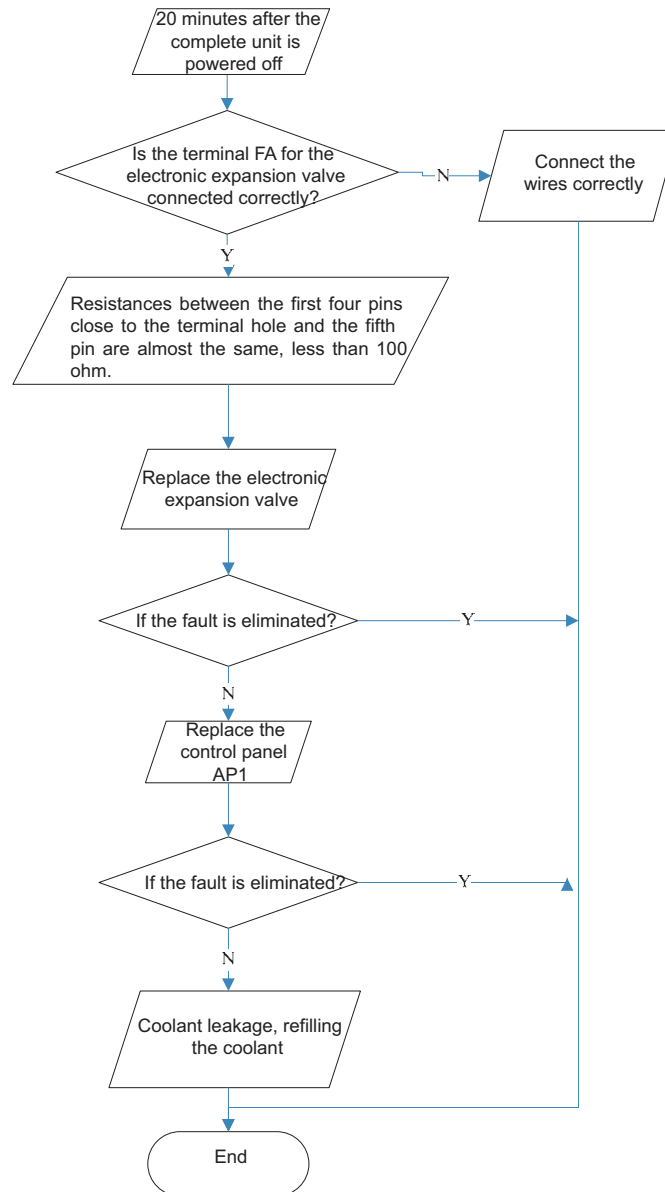 20 minutes after the
complete unit is
powered off
Is the terminal FA for the
electronic expansion valve
connected correctly?
N
Connect the
wires correctly
Y
Resistances between the first four pins
close to the terminal hole and the fifth
pin are almost the same, less than 100
ohm.
Replace the electronic
expansion valve
If the fault is eliminated?
Y
N
Replace the
control panel
AP1
If the fault is eliminated?
Y
N
Coolant leakage, refilling
the coolant
End